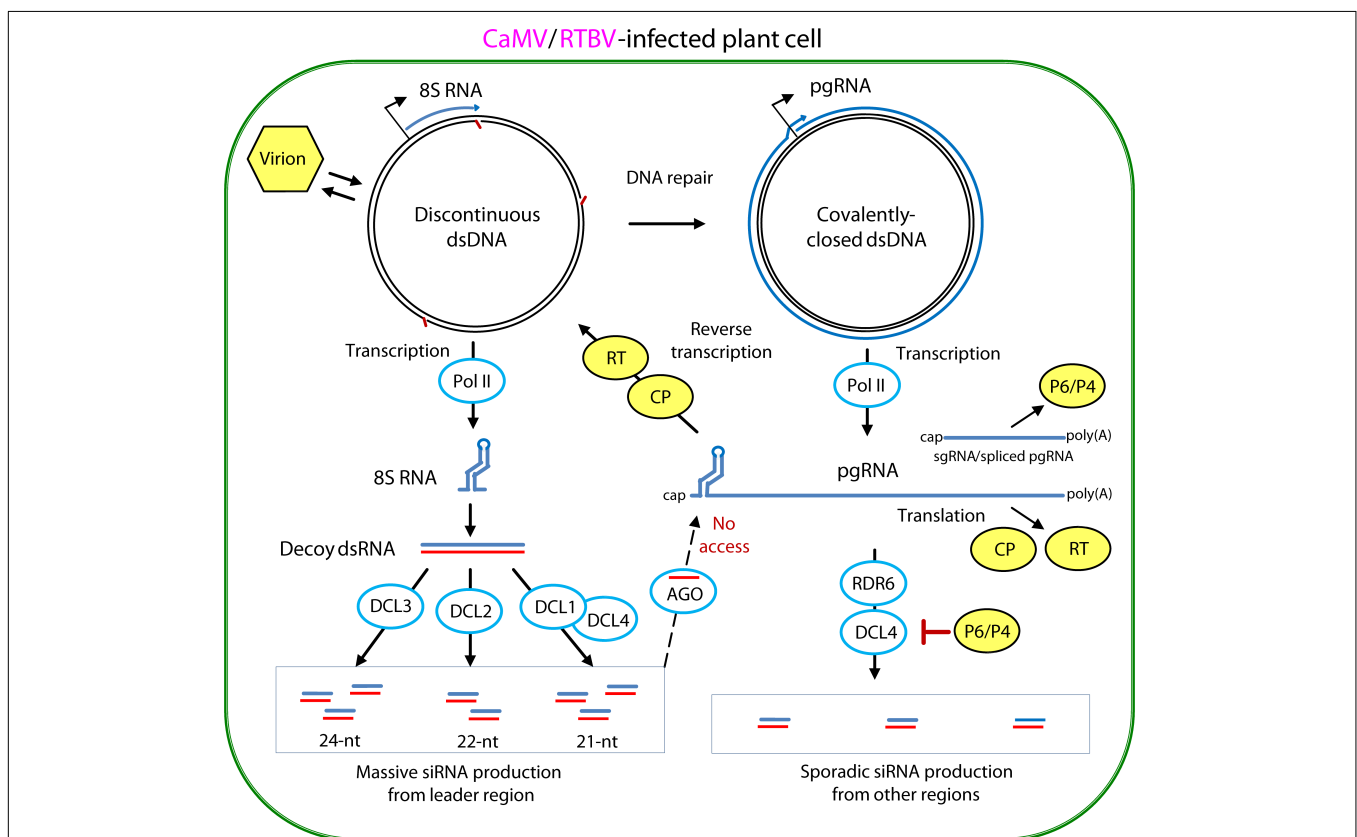 CaMV/RTBV-infected plant cell
8S RNA
pgRNA
Virion
DNA repair
Discontinuous
dsDNA
Covalently-
closed dsDNA
Reverse
transcription
Transcription
Transcription
RT
CP
Pol II
Pol II
P6/P4
cap
poly(A)
sgRNA/spliced pgRNA
8S RNA
pgRNA
cap
poly(A)
No
access
Translation
CP
RT
Decoy dsRNA
DCL3
DCL2
DCL1
DCL4
AGO
RDR6
DCL4
P6/P4
24-nt
22-nt
21-nt
Massive siRNA production
from leader region
Sporadic siRNA production
from other regions